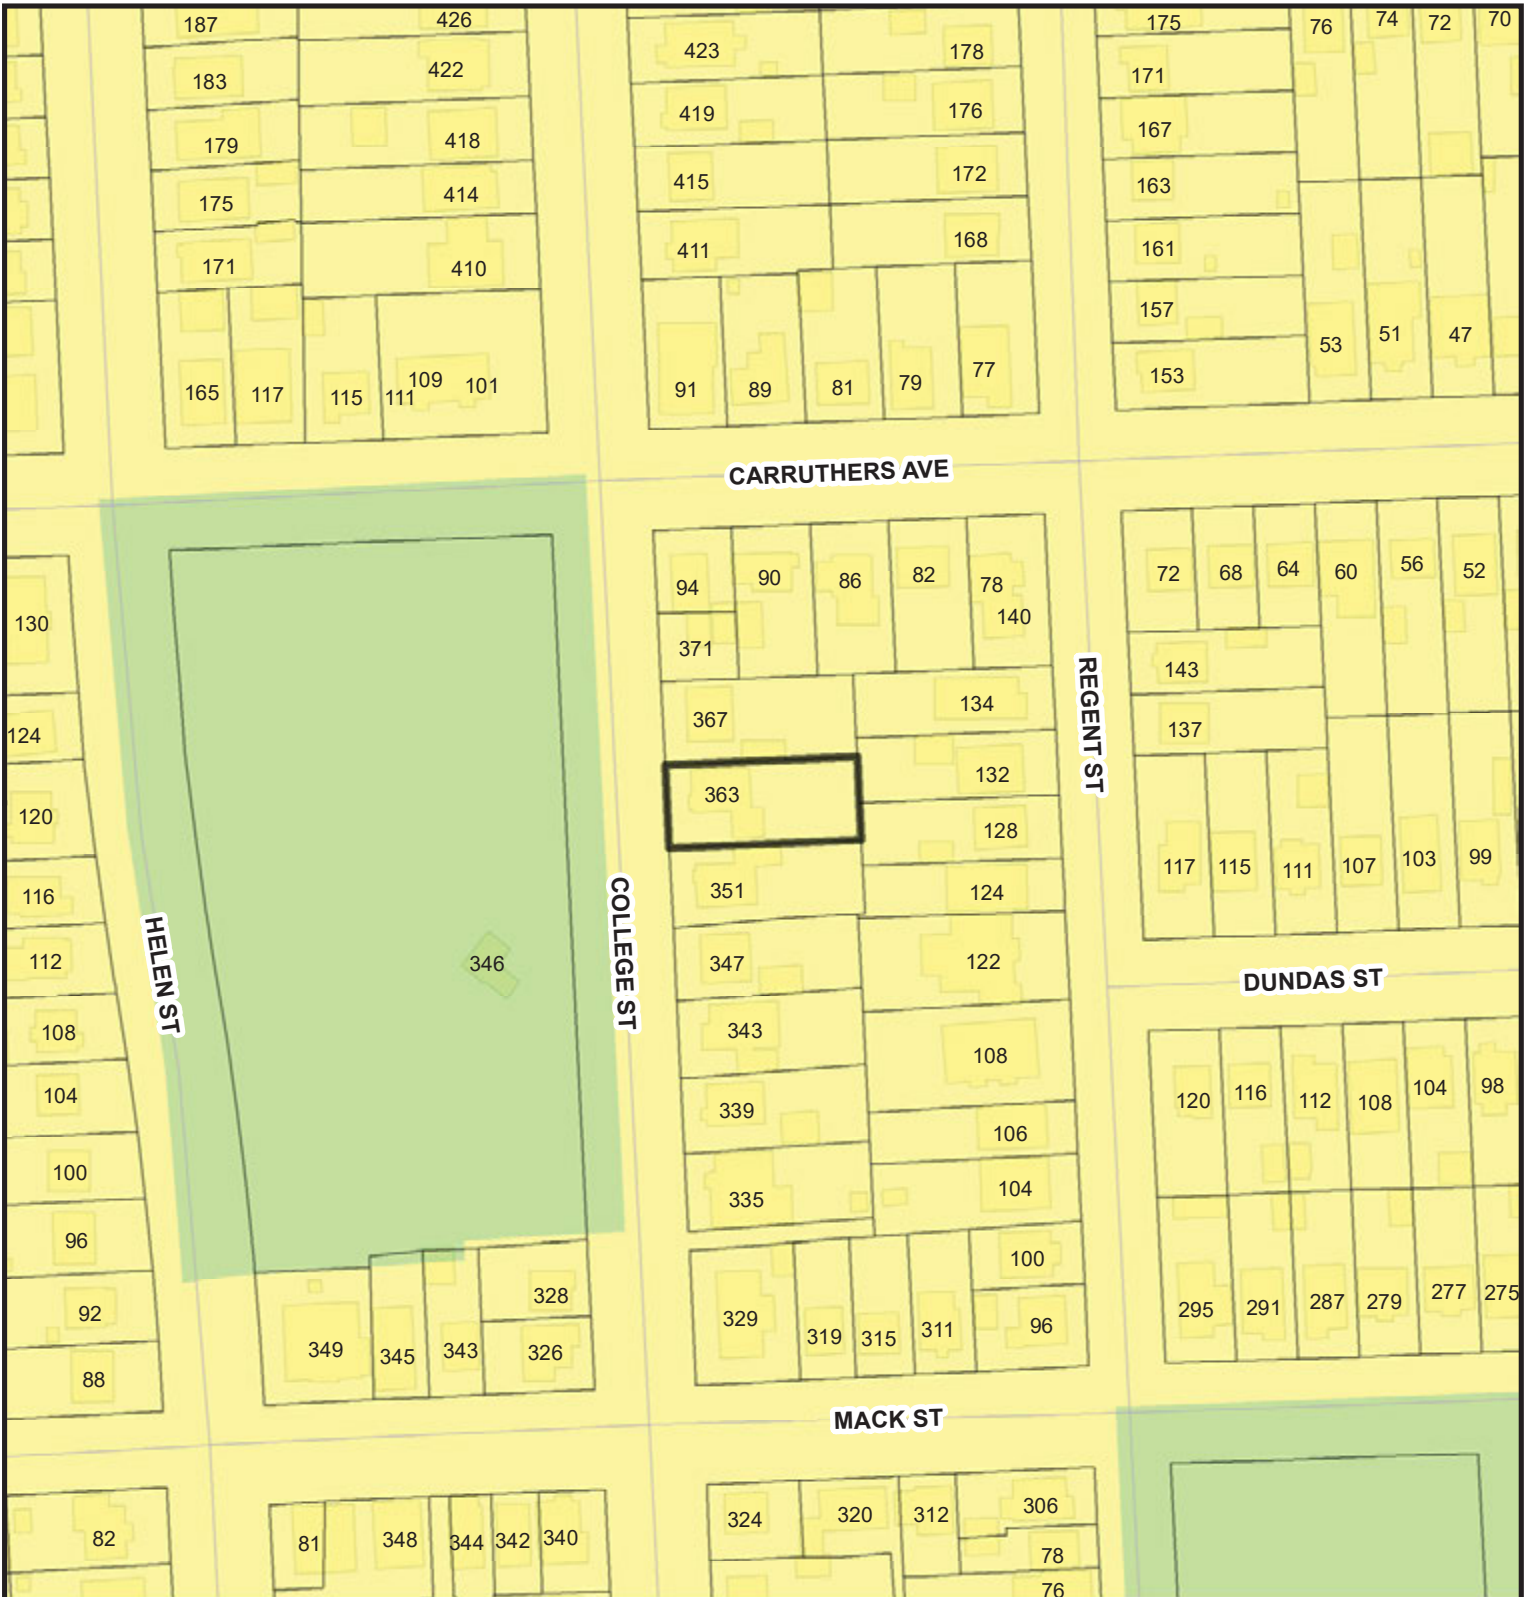 187 426 423 178 175 76 74 72 70
183 422 171
179 418 419 176 167
175 414 415 172 163
171 410 411 168 161
157 53 51 47
165 117 115 111 109 101 91 89 81 79 77 153
CARRUTHERS AVE
130 94 90 86 82 78 72 68 64 60 56 52
371 140 143
124 367 134 REGENT ST 137
120 363 132
128
116 351 124 117 115 111 107 103 99
HELEN ST COLLEGE ST
112 346 347 122 DUNDAS ST
108 343 108
104 339 106 120 116 112 108 104 98
100 335 104
96 100
92 328 329 319 315 311 96 295 291 287 279 277 275
88 349 345 343 326
MACK ST
82 81 348 344 342 340 324 320 312 306
78
76